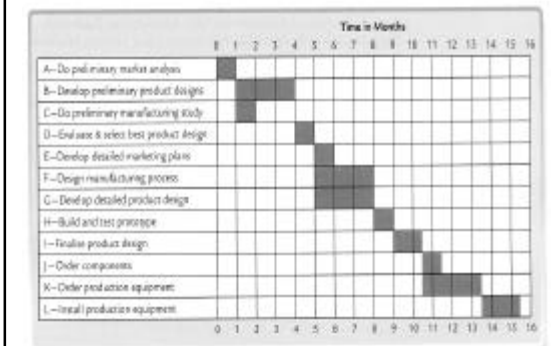 Time in Months
0 1 2 3 4 5 6 7 8 9 10 11 12 13 14 15 16
A—Do preliminary market analysis
B—Develop preliminary product designs
C—Do preliminary manufacturing study
D—Evaluate & select best product design
E—Develop detailed marketing plans
F—Design manufacturing process
G—Develop detailed product design
H—Build and test prototype
I—Finalise product design
J—Order components
K—Order production equipment
L—Install production equipment
0 1 2 3 4 5 6 7 8 9 10 11 12 13 14 15 16